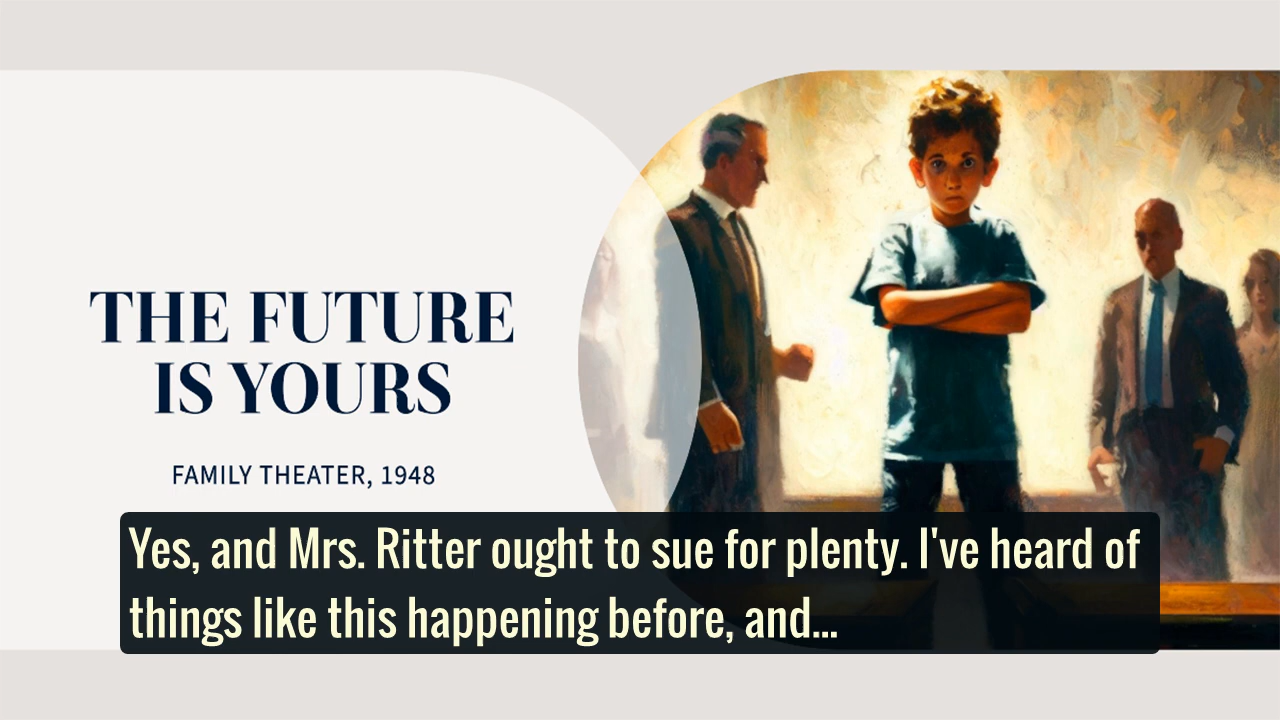 THE FUTURE
IS YOURS
FAMILY THEATER, 1948
Yes, and Mrs. Ritter ought to sue for plenty. I've heard of
things like this happening before, and...